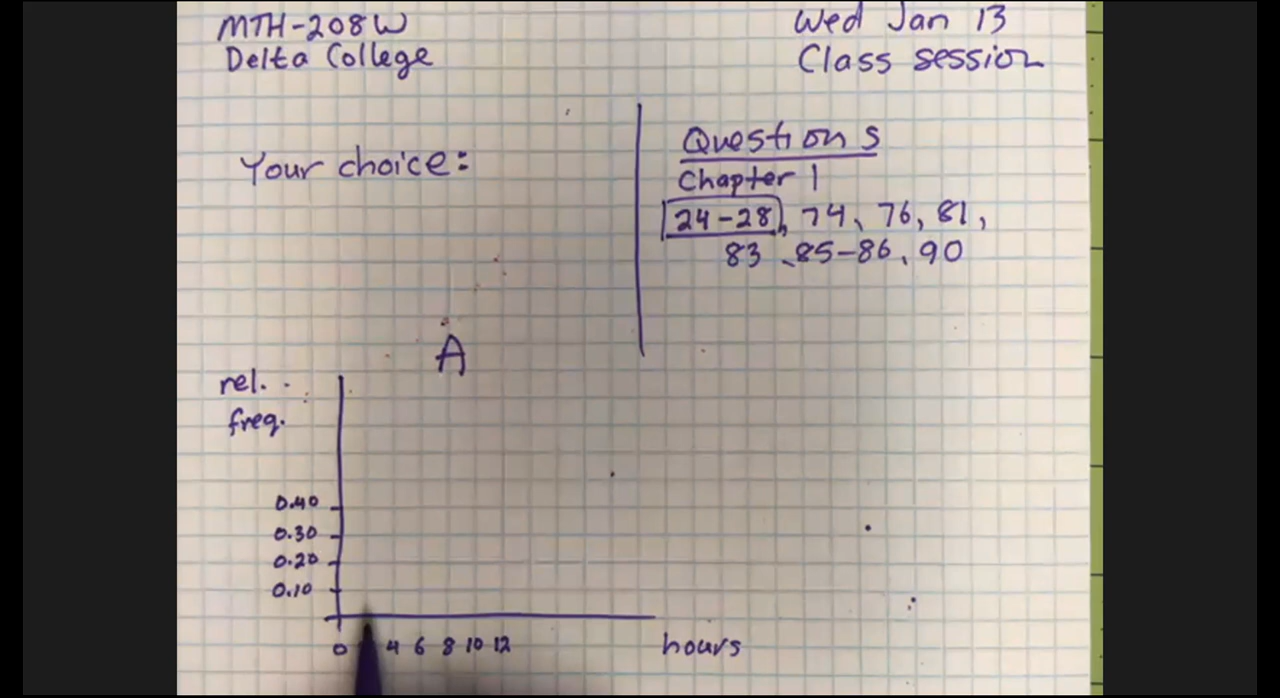 MTH-208W
Delta College
Wed Jan 13
Class session
Your choice:
Questions
Chapter 1
24-28, 74, 76, 81,
83, 85-86, 90
A
rel.
freq.
0.40
0.30
0.20
0.10
0 4 6 8 10 12 hours